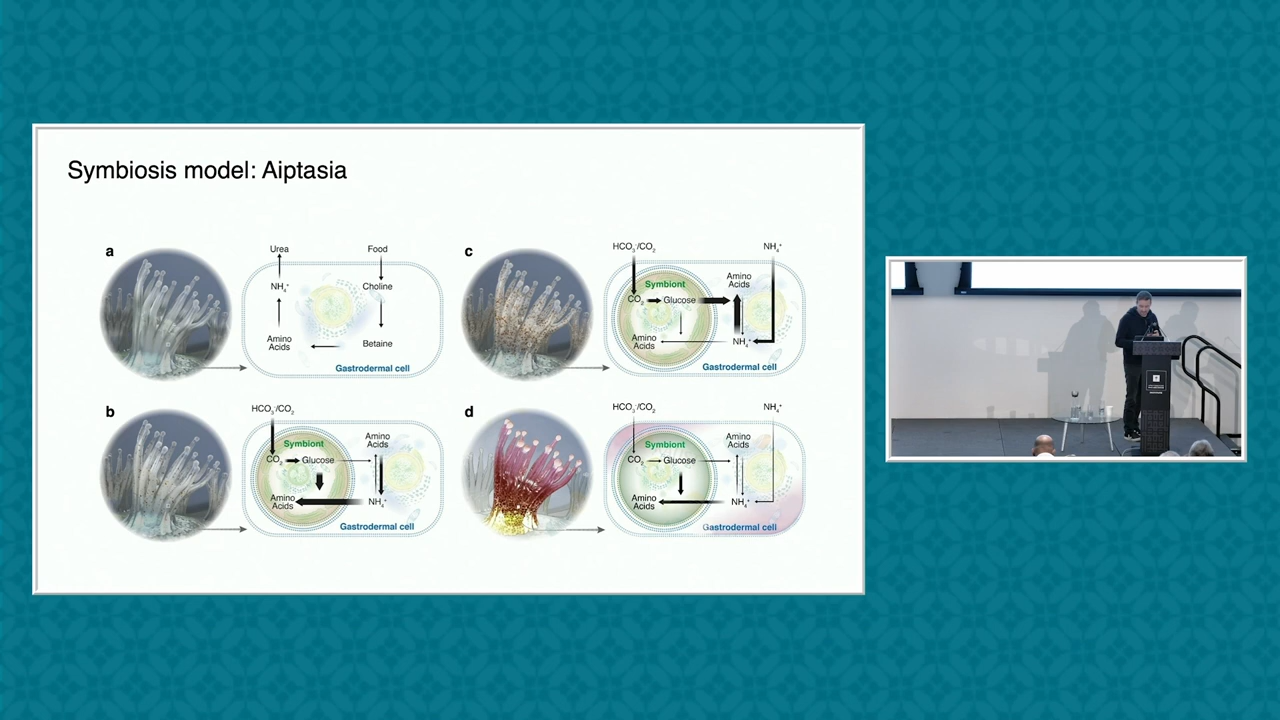 Symbiosis model: Aiptasia
a
Urea
Food
NH₄⁺
Choline
Amino
Acids
Betaine
Gastrodermal cell
b
HCO₃⁻/CO₂
Symbiont
CO₂
Glucose
Amino
Acids
Amino
Acids
NH₄⁺
Gastrodermal cell
c
HCO₃⁻/CO₂
NH₄⁺
Symbiont
Amino
Acids
CO₂
Glucose
Amino
Acids
NH₄⁺
Gastrodermal cell
d
HCO₃⁻/CO₂
NH₄⁺
Symbiont
Amino
Acids
CO₂
Glucose
Amino
Acids
NH₄⁺
Gastrodermal cell